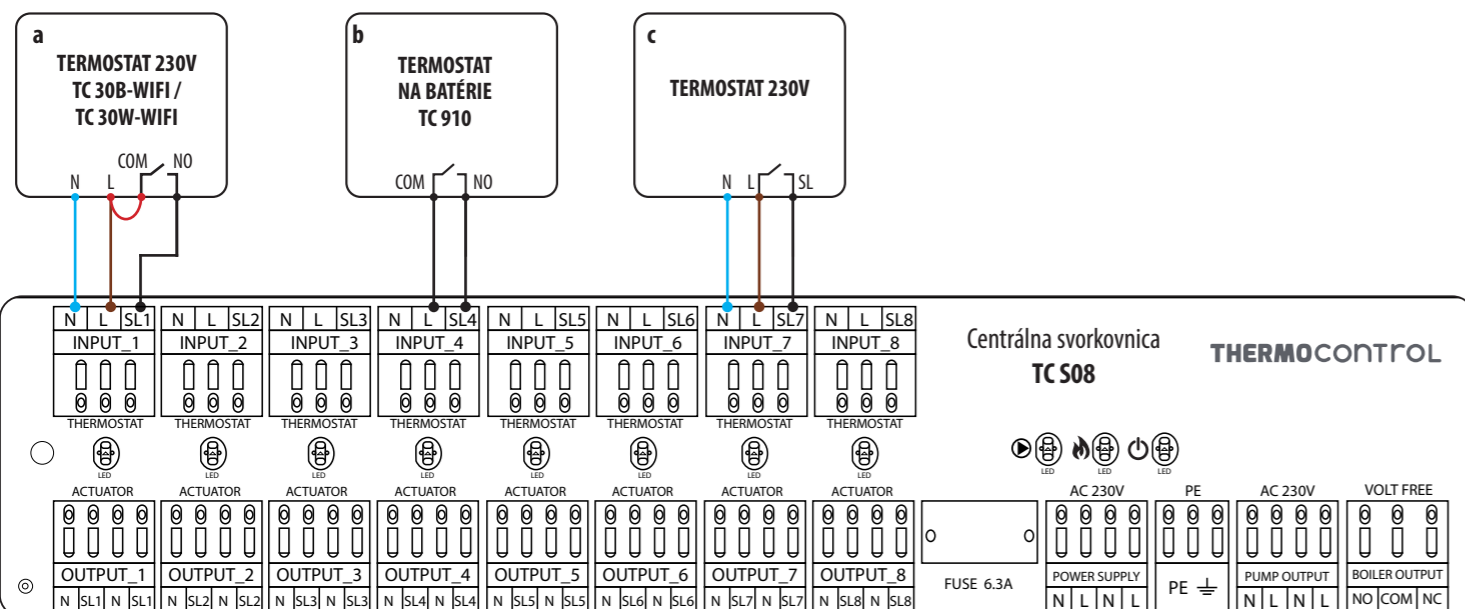 a
TERMOSTAT 230V
TC 30B-WIFI /
TC 30W-WIFI
COM NO
N L
b
TERMOSTAT
NA BATÉRIE
TC 910
COM NO
c
TERMOSTAT 230V
N L SL
N L SL1 N L SL2 N L SL3 N L SL4 N L SL5 N L SL6 N L SL7 N L SL8
INPUT_1 INPUT_2 INPUT_3 INPUT_4 INPUT_5 INPUT_6 INPUT_7 INPUT_8
THERMOSTAT THERMOSTAT THERMOSTAT THERMOSTAT THERMOSTAT THERMOSTAT THERMOSTAT THERMOSTAT
LED LED LED LED LED LED LED LED
Centrálna svorkovnica
TC S08
THERMOCONTROL
LED LED LED
ACTUATOR ACTUATOR ACTUATOR ACTUATOR ACTUATOR ACTUATOR ACTUATOR ACTUATOR
OUTPUT_1 OUTPUT_2 OUTPUT_3 OUTPUT_4 OUTPUT_5 OUTPUT_6 OUTPUT_7 OUTPUT_8
N SL1 N SL1 N SL2 N SL2 N SL3 N SL3 N SL4 N SL4 N SL5 N SL5 N SL6 N SL6 N SL7 N SL7 N SL8 N SL8
FUSE 6.3A
AC 230V
POWER SUPPLY
N L N L
PE
PE
AC 230V
PUMP OUTPUT
N L N L
VOLT FREE
BOILER OUTPUT
NO COM NC